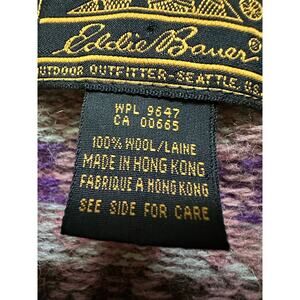 Eddie Bauer®
OUTDOOR OUTFITTER-SEATTLE, U.S.
WPL 9647
CA 00665
100% WOOL/LAINE
MADE IN HONG KONG
FABRIQUE A HONG KONG
SEE SIDE FOR CARE